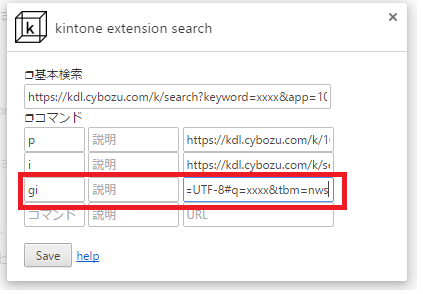 k kintone extension search ×
❐基本検索
https://kdl.cybozu.com/k/search?keyword=xxxx&app=10
❐コマンド
p 説明 https://kdl.cybozu.com/k/1
i 説明 https://kdl.cybozu.com/k/se
gi 説明 =UTF-8#q=xxxx&tbm=nws
コマンド 説明 URL
Save help